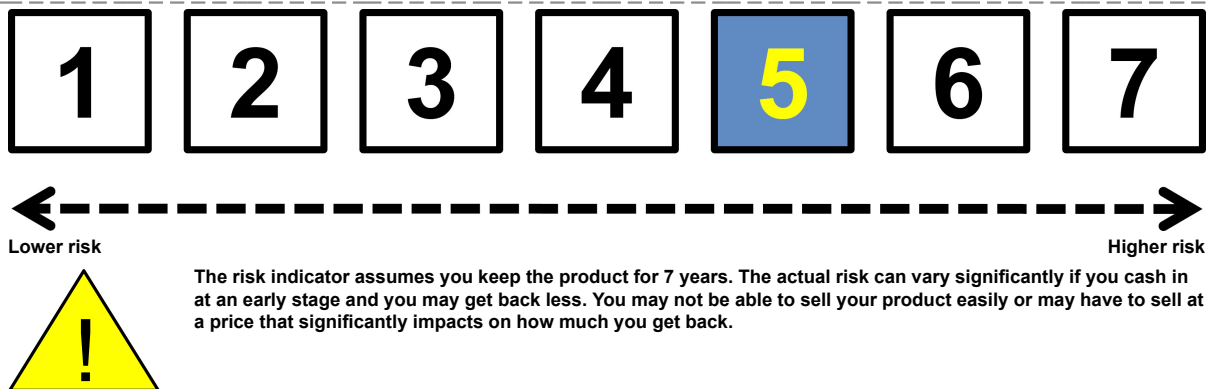 1 2 3 4 5 6 7
Lower risk Higher risk
The risk indicator assumes you keep the product for 7 years. The actual risk can vary significantly if you cash in
at an early stage and you may get back less. You may not be able to sell your product easily or may have to sell at
a price that significantly impacts on how much you get back.
!